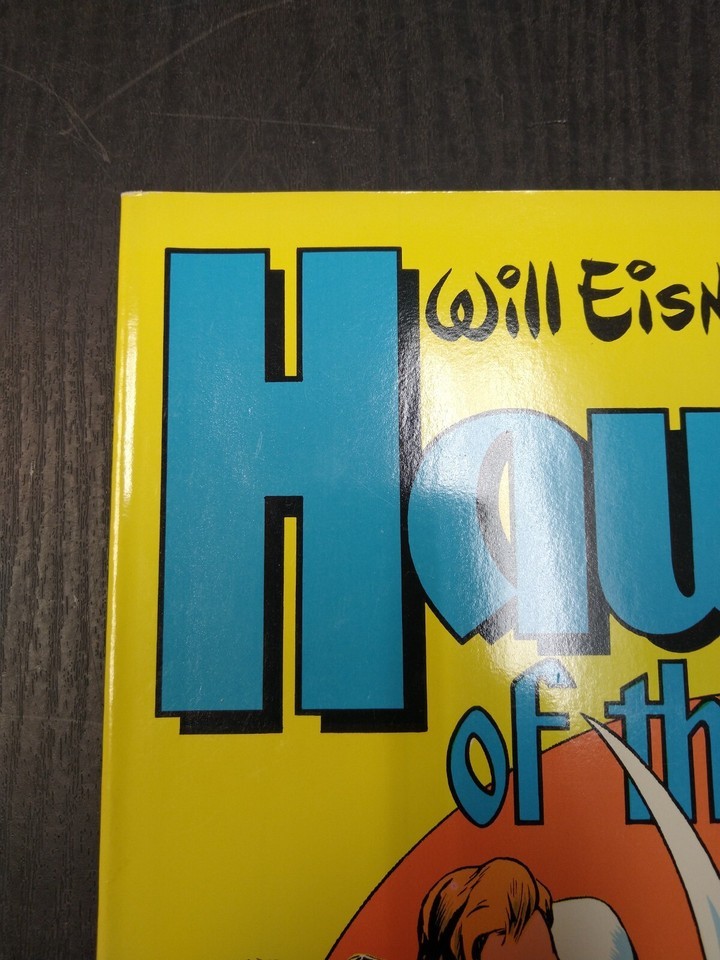 Will Eisn
Hau
of th